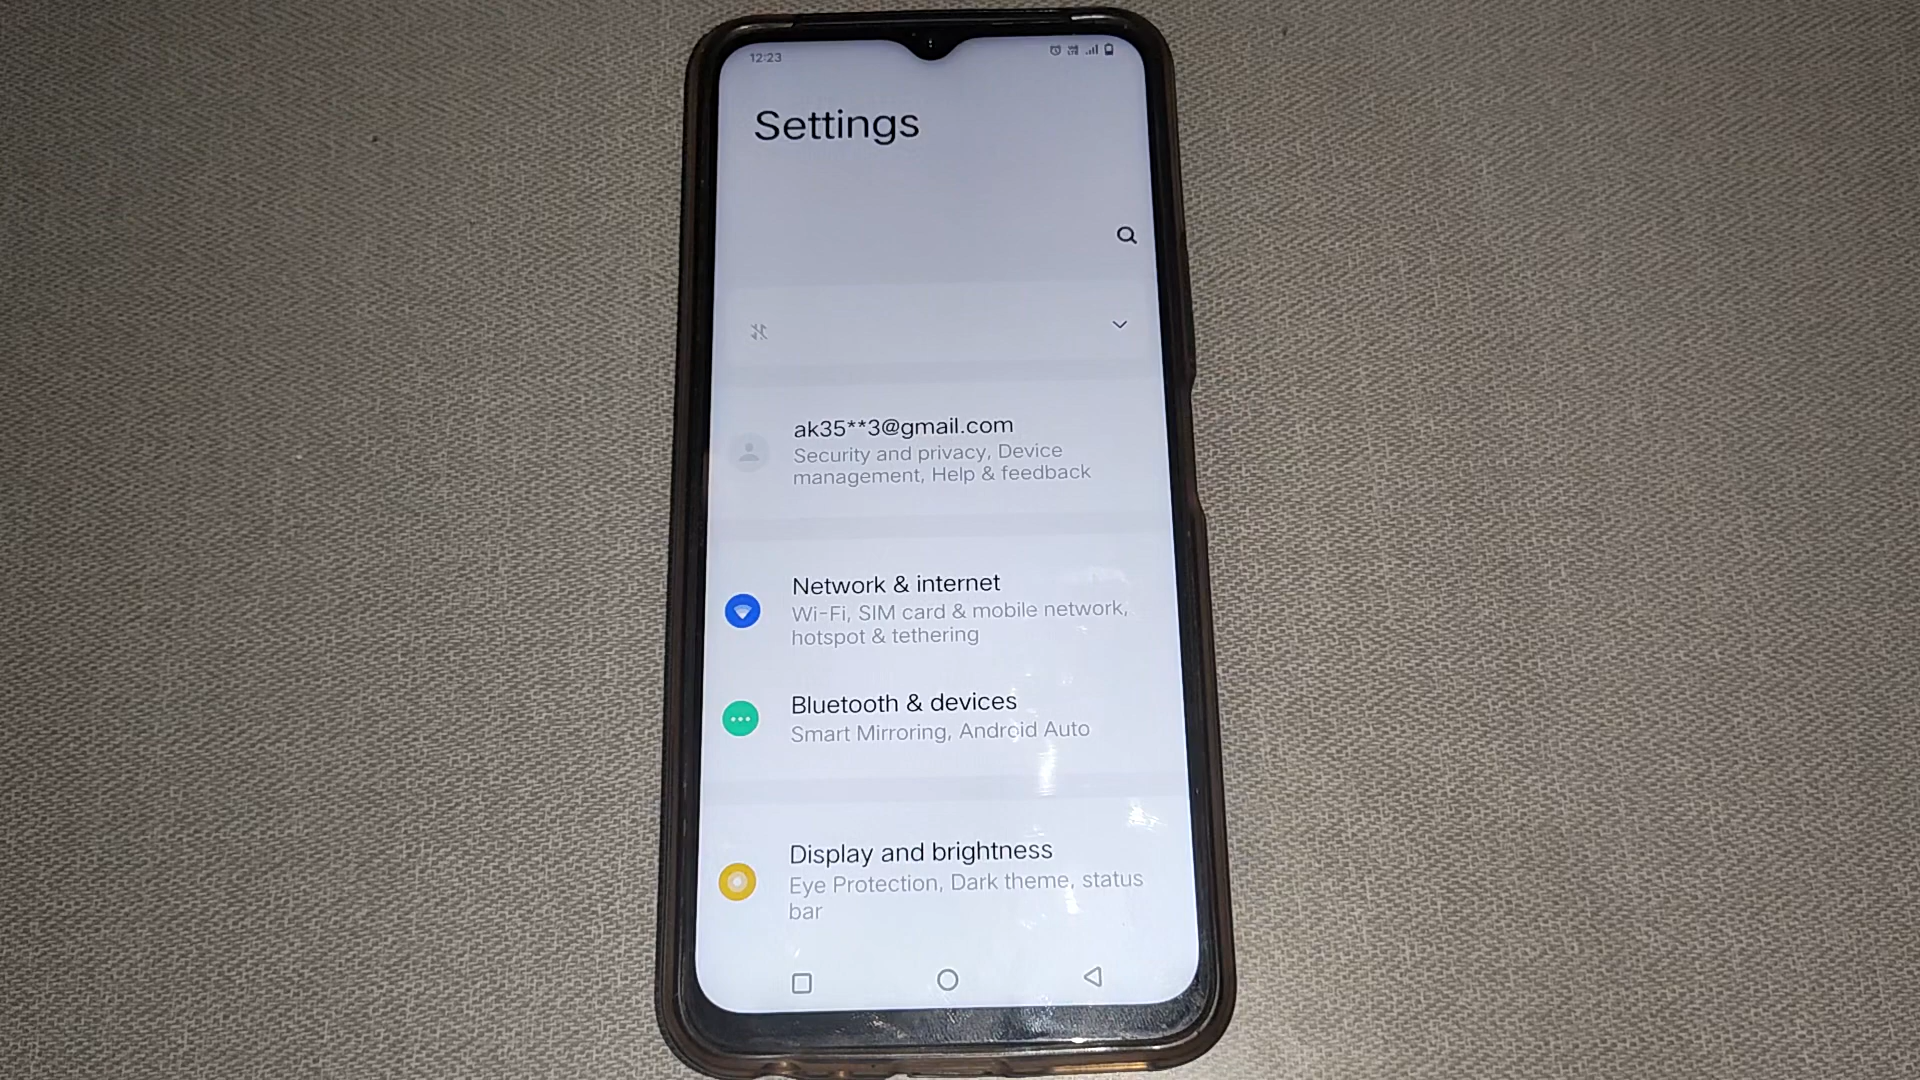 12:23
Settings
ak35**3@gmail.com
Security and privacy, Device
management, Help & feedback
Network & internet
Wi-Fi, SIM card & mobile network,
hotspot & tethering
Bluetooth & devices
Smart Mirroring, Android Auto
Display and brightness
Eye Protection, Dark theme, status
bar